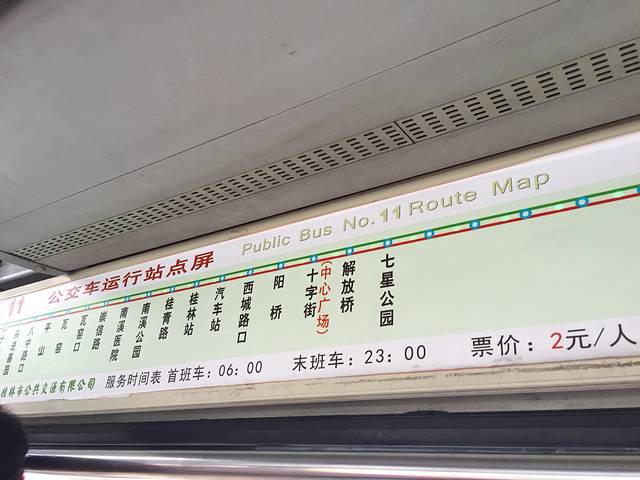 11 公交车运行站点屏 Public Bus No.11 Route Map
八中路口
平山
瓦窑
瓦窑口
崇信路
南溪医院
南溪公园
桂青路
桂林站
汽车站
西城路口
阳桥
十字街
(中心广场)
解放桥
七星公园
桂林市公共交通有限公司 服务时间表 首班车:06:00 末班车:23:00 票价:2元/人